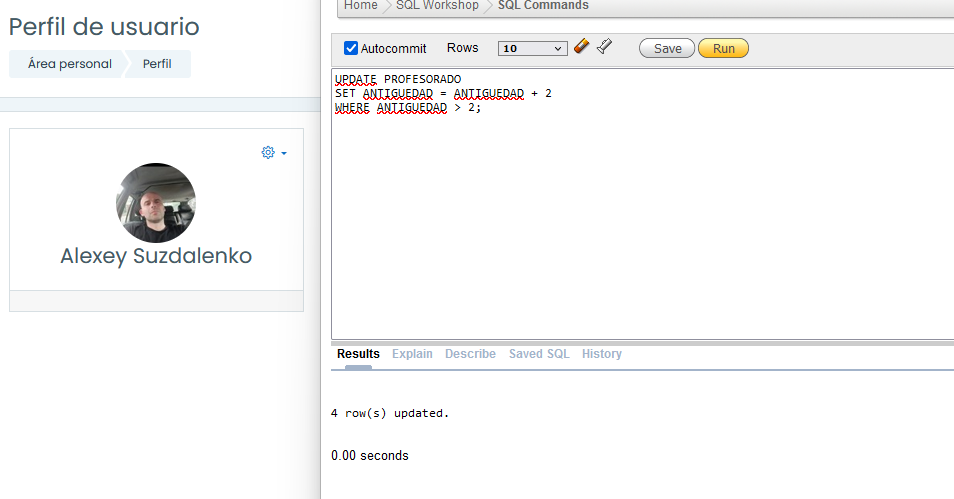 Perfil de usuario
Área personal
Perfil
Alexey Suzdalenko
Home SQL Workshop SQL Commands
Autocommit Rows 10 Save Run
UPDATE PROFESORADO
SET ANTIGUEDAD = ANTIGUEDAD + 2
WHERE ANTIGUEDAD > 2;
Results Explain Describe Saved SQL History
4 row(s) updated.
0.00 seconds